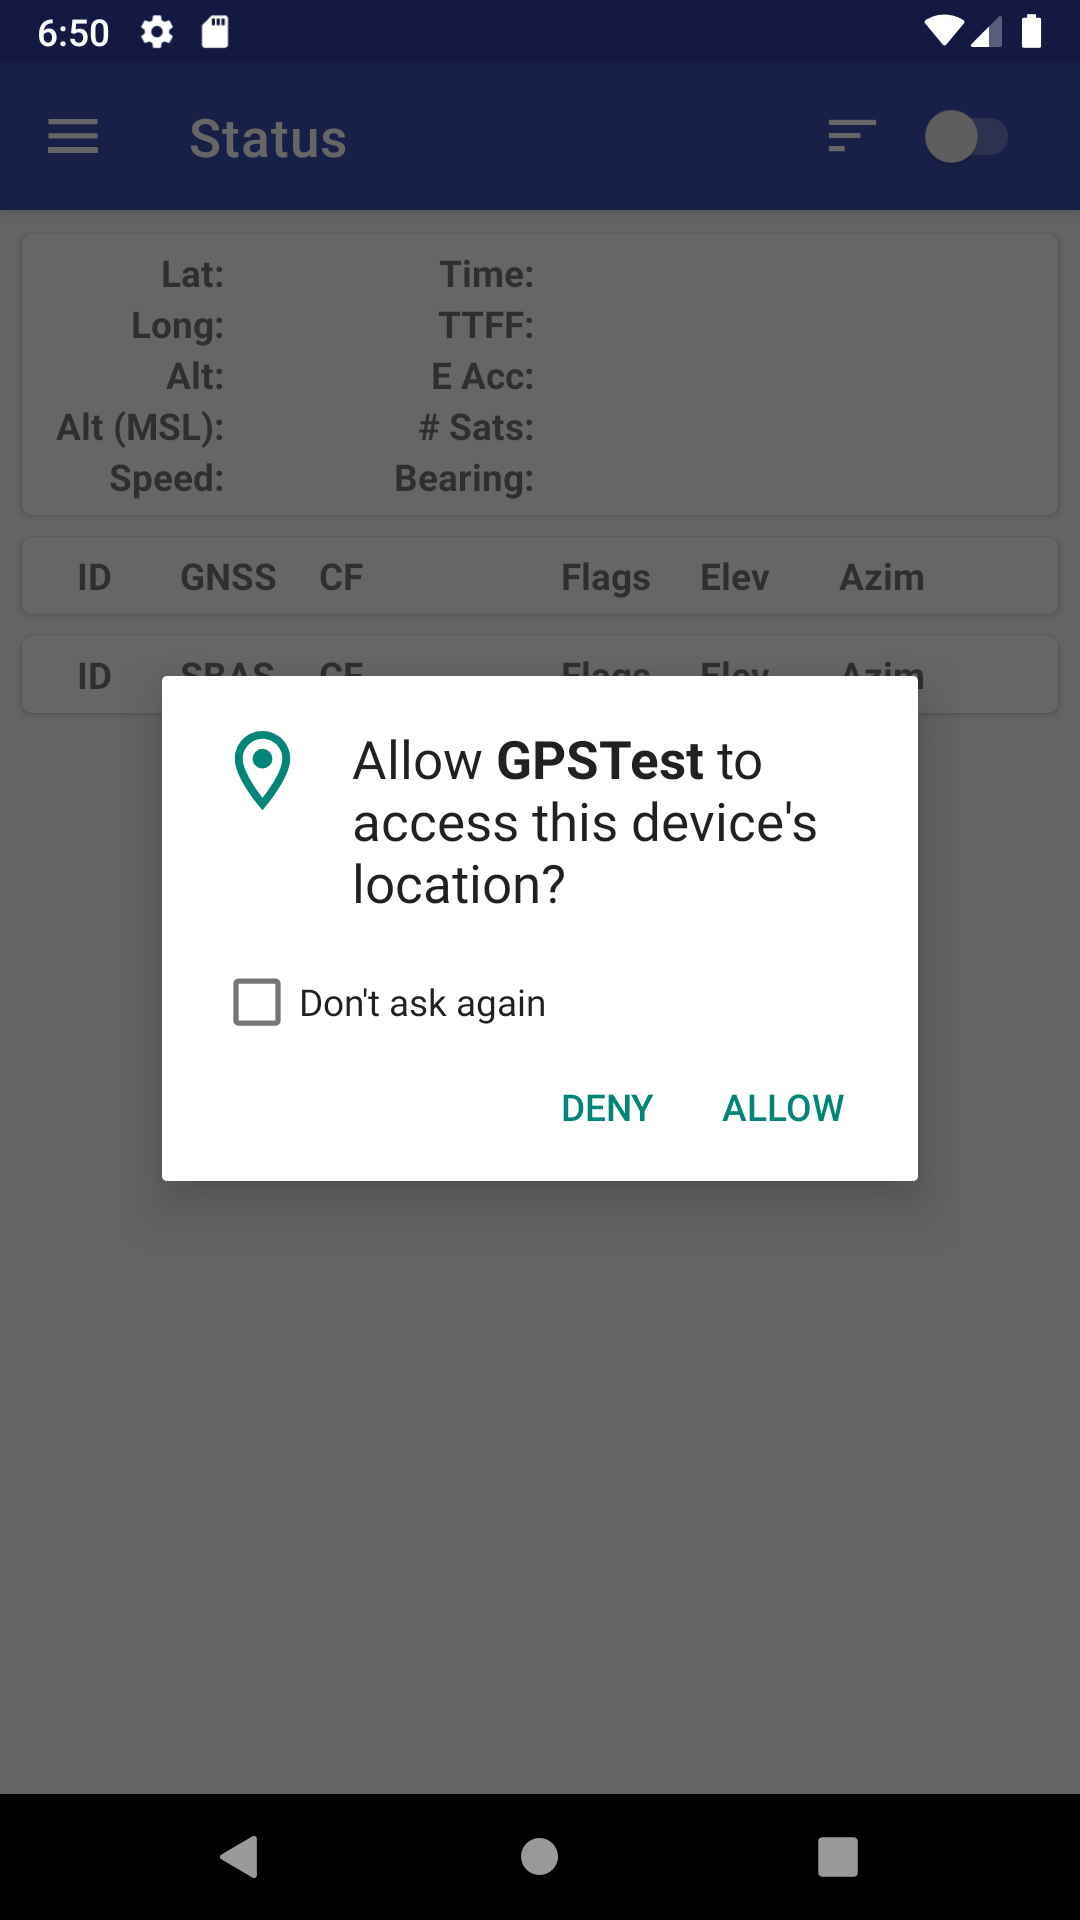 6:50
Status
Lat: Time:
Long: TTFF:
Alt: E Acc:
Alt (MSL): # Sats:
Speed: Bearing:
ID GNSS CF Flags Elev Azim
ID SBAS CF Flags Elev Azim
Allow GPSTest to
access this device's
location?
Don't ask again
DENY ALLOW